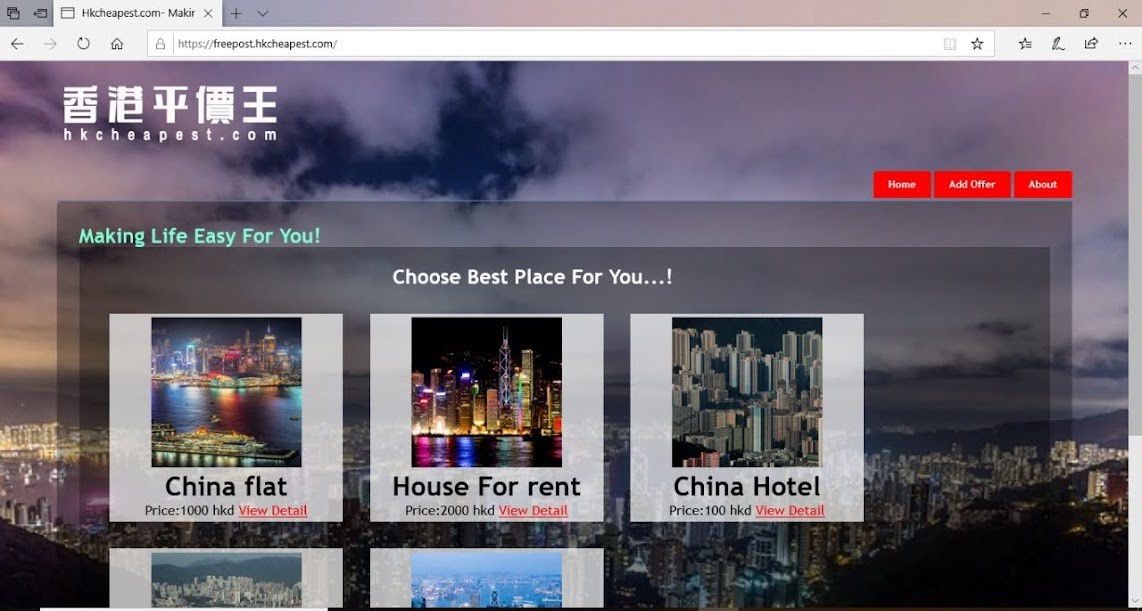 Hkcheapest.com- Makin
https://freepost.hkcheapest.com/
香港平價王
hkcheapest.com
Home Add Offer About
Making Life Easy For You!
Choose Best Place For You...!
China flat House For rent China Hotel
Price:1000 hkd View Detail Price:2000 hkd View Detail Price:100 hkd View Detail